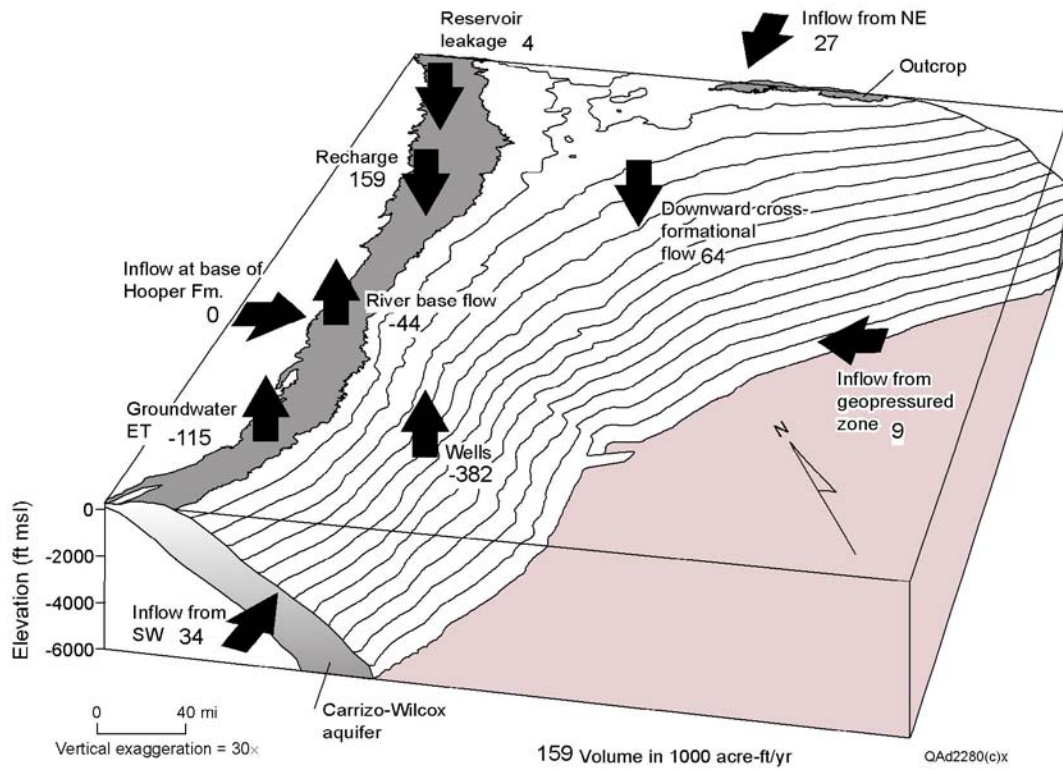 Reservoir
leakage 4
Inflow from NE
27
Outcrop
Recharge
159
Downward cross-
formational
flow 64
Inflow at base of
Hooper Fm.
0
River base flow
-44
Inflow from
geopressured
zone 9
Groundwater
ET -115
N
Wells
-382
Elevation (ft msl)
0
-2000
-4000
-6000
Inflow from
SW 34
Carrizo-Wilcox
aquifer
0 40 mi
Vertical exaggeration = 30×
159 Volume in 1000 acre-ft/yr
QAd2280(c)x